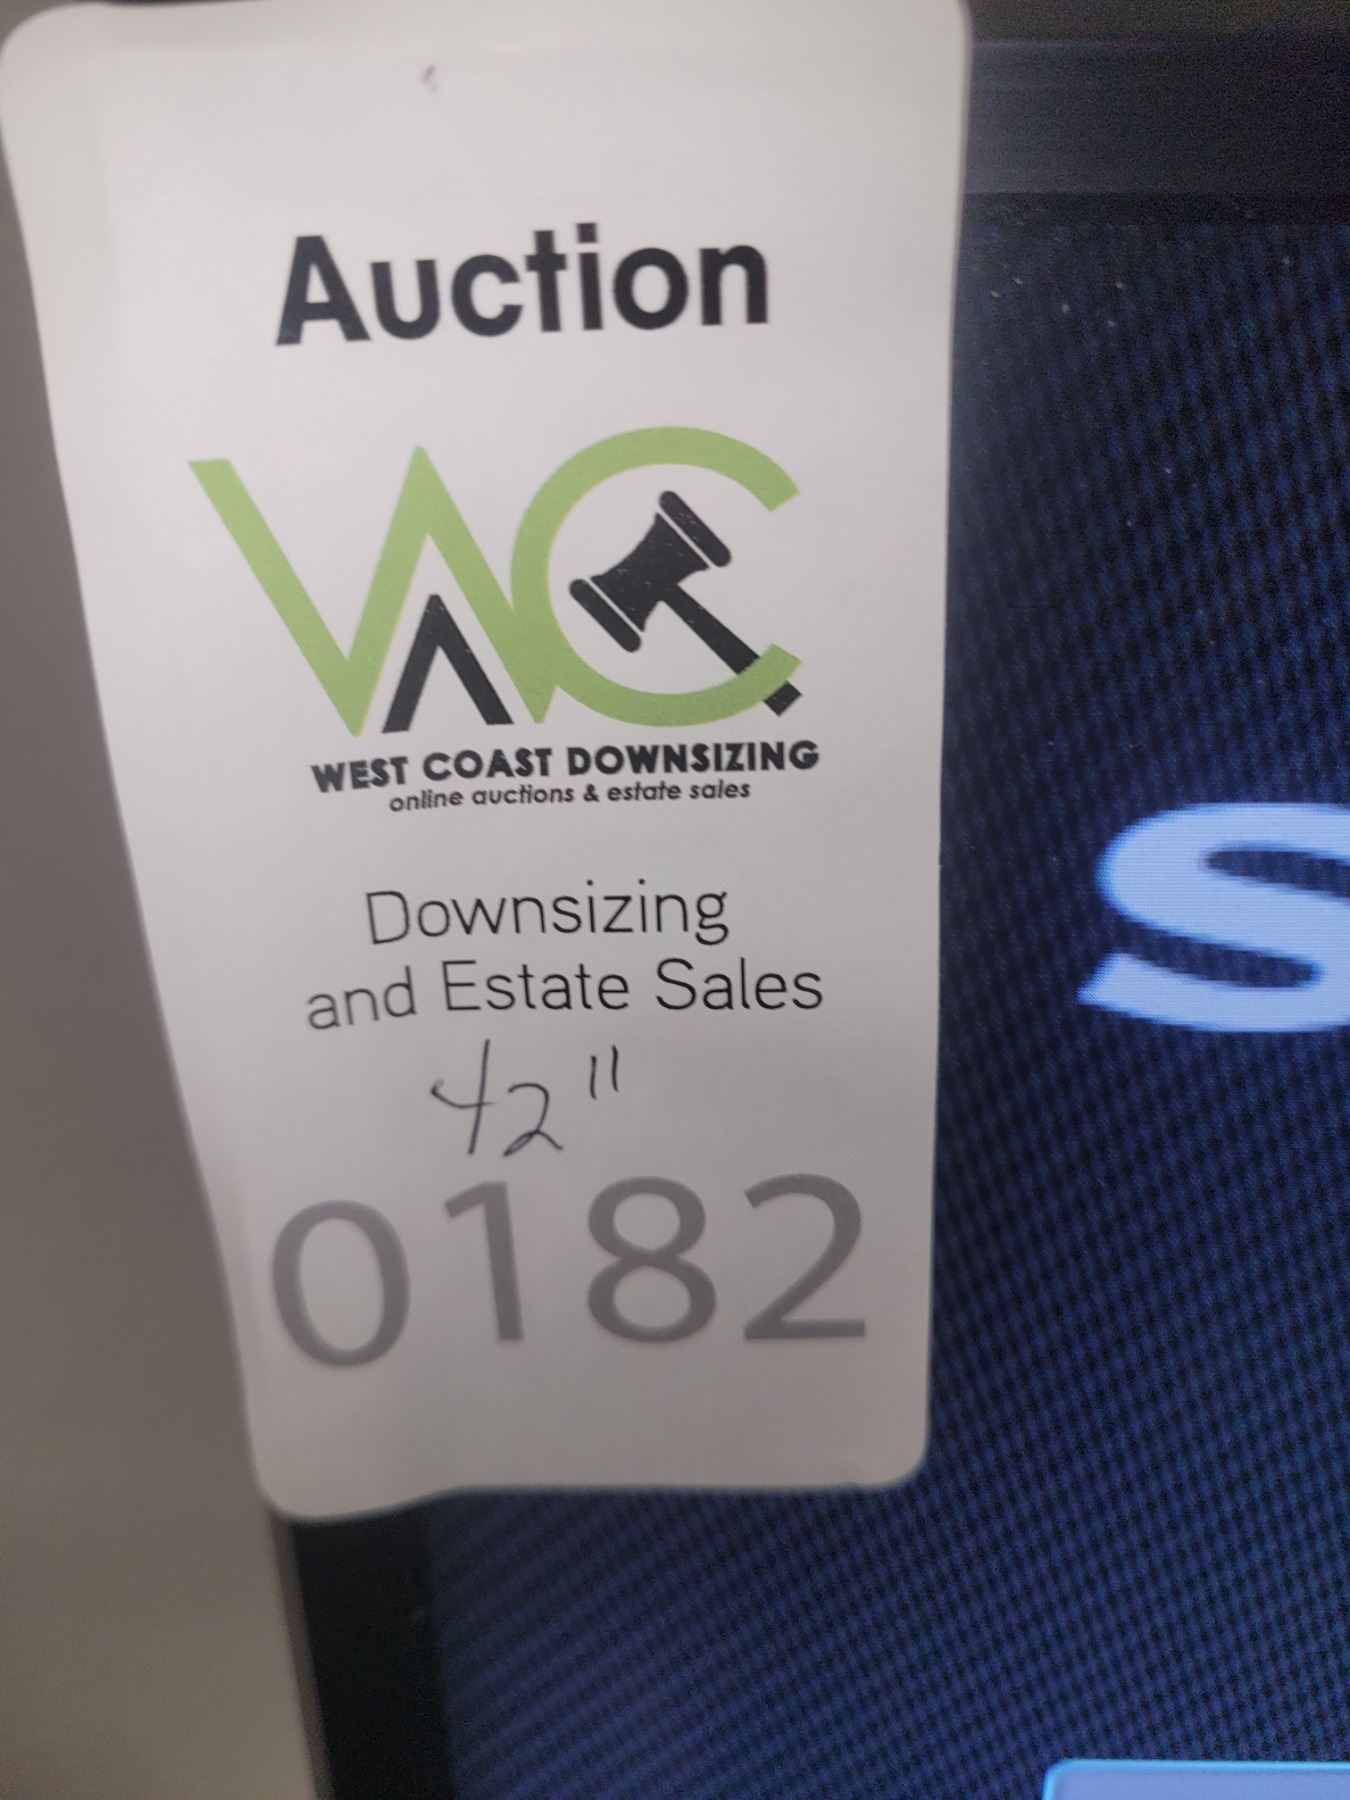 Auction
WC
WEST COAST DOWNSIZING
online auctions & estate sales
Downsizing
and Estate Sales
42"
0182
S